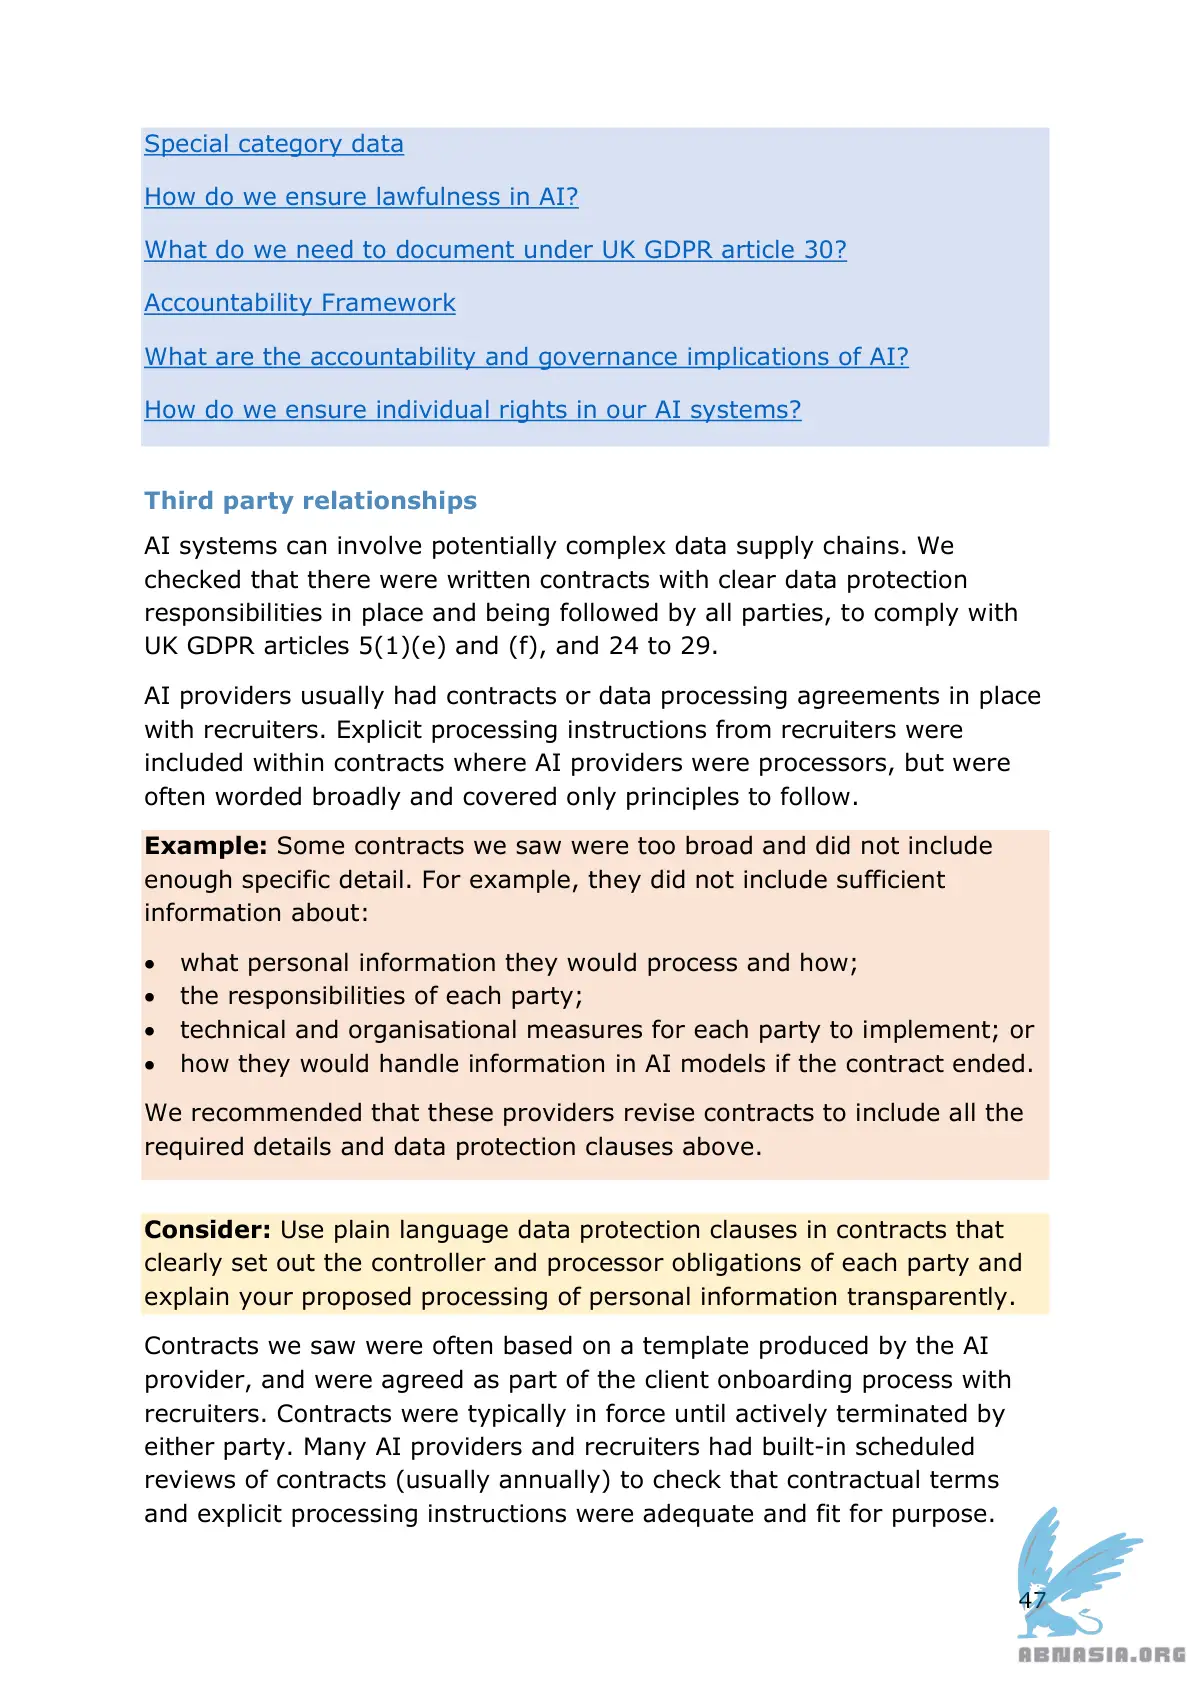 Special category data
How do we ensure lawfulness in AI?
What do we need to document under UK GDPR article 30?
Accountability Framework
What are the accountability and governance implications of AI?
How do we ensure individual rights in our AI systems?
Third party relationships
AI systems can involve potentially complex data supply chains. We
checked that there were written contracts with clear data protection
responsibilities in place and being followed by all parties, to comply with
UK GDPR articles 5(1)(e) and (f), and 24 to 29.
AI providers usually had contracts or data processing agreements in place
with recruiters. Explicit processing instructions from recruiters were
included within contracts where AI providers were processors, but were
often worded broadly and covered only principles to follow.
Example: Some contracts we saw were too broad and did not include
enough specific detail. For example, they did not include sufficient
information about:
• what personal information they would process and how;
• the responsibilities of each party;
• technical and organisational measures for each party to implement; or
• how they would handle information in AI models if the contract ended.
We recommended that these providers revise contracts to include all the
required details and data protection clauses above.
Consider: Use plain language data protection clauses in contracts that
clearly set out the controller and processor obligations of each party and
explain your proposed processing of personal information transparently.
Contracts we saw were often based on a template produced by the AI
provider, and were agreed as part of the client onboarding process with
recruiters. Contracts were typically in force until actively terminated by
either party. Many AI providers and recruiters had built-in scheduled
reviews of contracts (usually annually) to check that contractual terms
and explicit processing instructions were adequate and fit for purpose.
47
ABNASIA.ORG